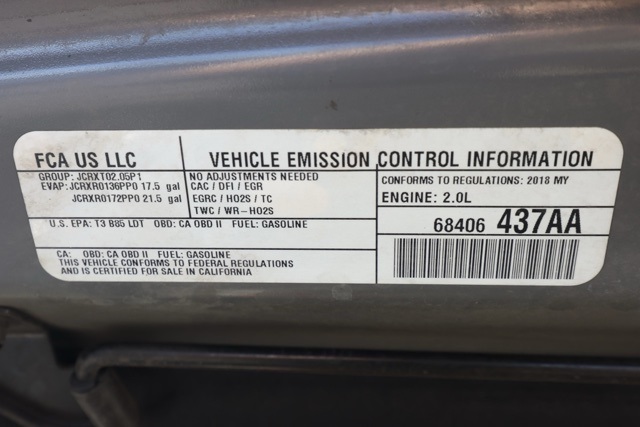 FCA US LLC
VEHICLE EMISSION CONTROL INFORMATION
GROUP: JCRXT02.05P1
EVAP: JCRXR0136PP0 17.5 gal
JCRXR0172PP0 21.5 gal
NO ADJUSTMENTS NEEDED
CAC / DFI / EGR
EGRC / HO2S / TC
TWC / WR-HO2S
CONFORMS TO REGULATIONS: 2018 MY
ENGINE: 2.0L
U.S. EPA: T3 B85 LDT OBD: CA OBD II FUEL: GASOLINE
68406 437AA
CA: OBD: CA OBD II FUEL: GASOLINE
THIS VEHICLE CONFORMS TO FEDERAL REGULATIONS
AND IS CERTIFIED FOR SALE IN CALIFORNIA